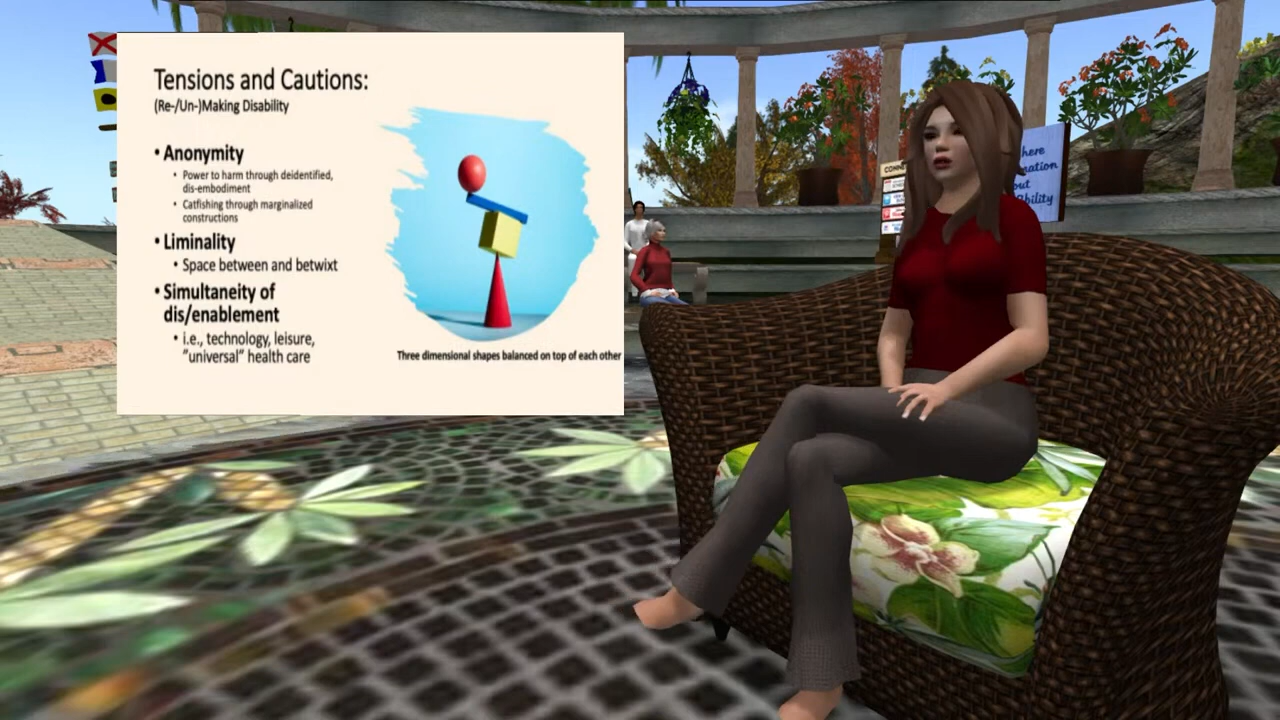 Tensions and Cautions:
(Re-/Un-)Making Disability
• Anonymity
• Power to harm through deidentified,
dis-embodiment
• Catfishing through marginalized
constructions
• Liminality
• Space between and betwixt
• Simultaneity of
dis/enablement
• i.e., technology, leisure,
"universal" health care
Three dimensional shapes balanced on top of each other
here